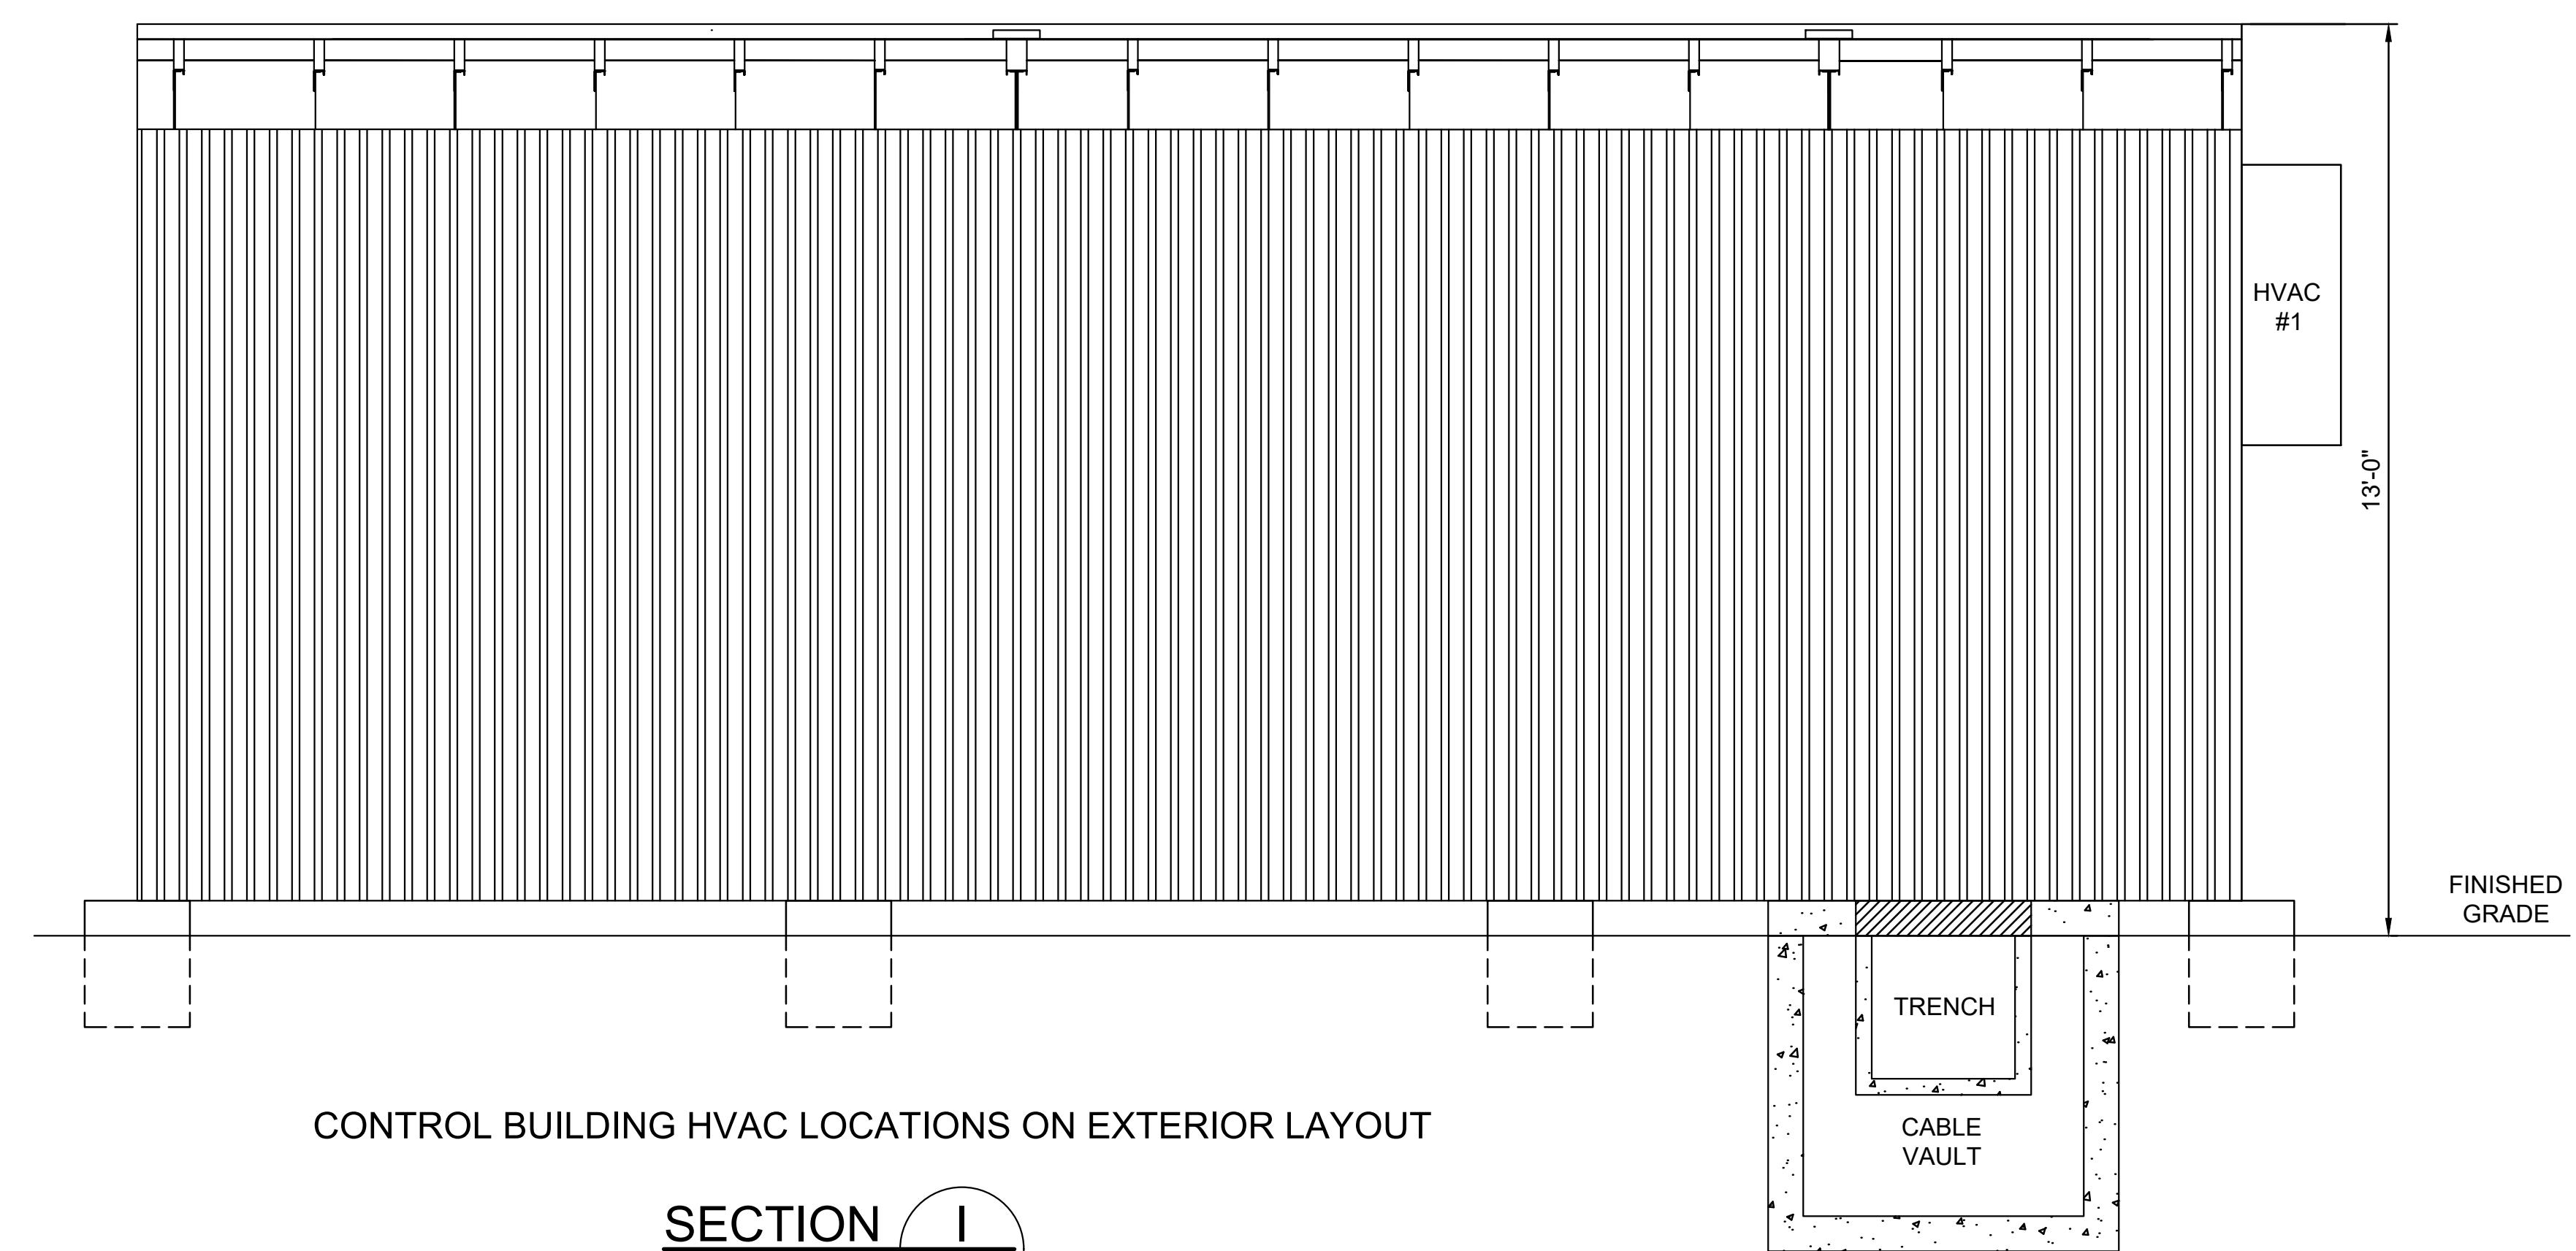 HVAC
#1
13'-0"
FINISHED
GRADE
TRENCH
CABLE
VAULT
CONTROL BUILDING HVAC LOCATIONS ON EXTERIOR LAYOUT
SECTION I